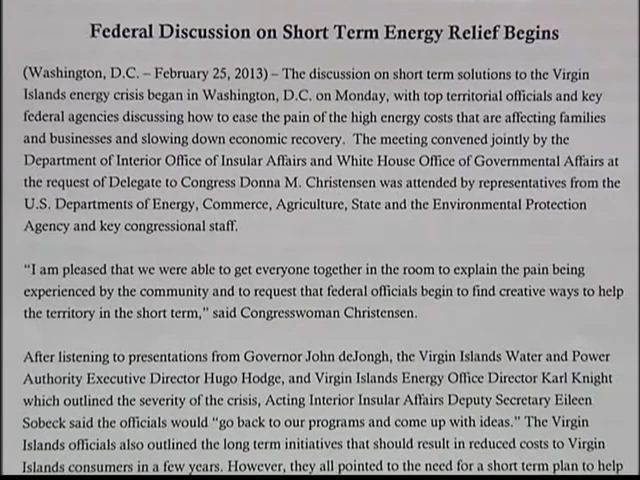 Federal Discussion on Short Term Energy Relief Begins
(Washington, D.C. – February 25, 2013) – The discussion on short term solutions to the Virgin
Islands energy crisis began in Washington, D.C. on Monday, with top territorial officials and key
federal agencies discussing how to ease the pain of the high energy costs that are affecting families
and businesses and slowing down economic recovery. The meeting convened jointly by the
Department of Interior Office of Insular Affairs and White House Office of Governmental Affairs at
the request of Delegate to Congress Donna M. Christensen was attended by representatives from the
U.S. Departments of Energy, Commerce, Agriculture, State and the Environmental Protection
Agency and key congressional staff.
“I am pleased that we were able to get everyone together in the room to explain the pain being
experienced by the community and to request that federal officials begin to find creative ways to help
the territory in the short term,” said Congresswoman Christensen.
After listening to presentations from Governor John deJongh, the Virgin Islands Water and Power
Authority Executive Director Hugo Hodge, and Virgin Islands Energy Office Director Karl Knight
which outlined the severity of the crisis, Acting Interior Insular Affairs Deputy Secretary Eileen
Sobeck said the officials would “go back to our programs and come up with ideas.” The Virgin
Islands officials also outlined the long term initiatives that should result in reduced costs to Virgin
Islands consumers in a few years. However, they all pointed to the need for a short term plan to help